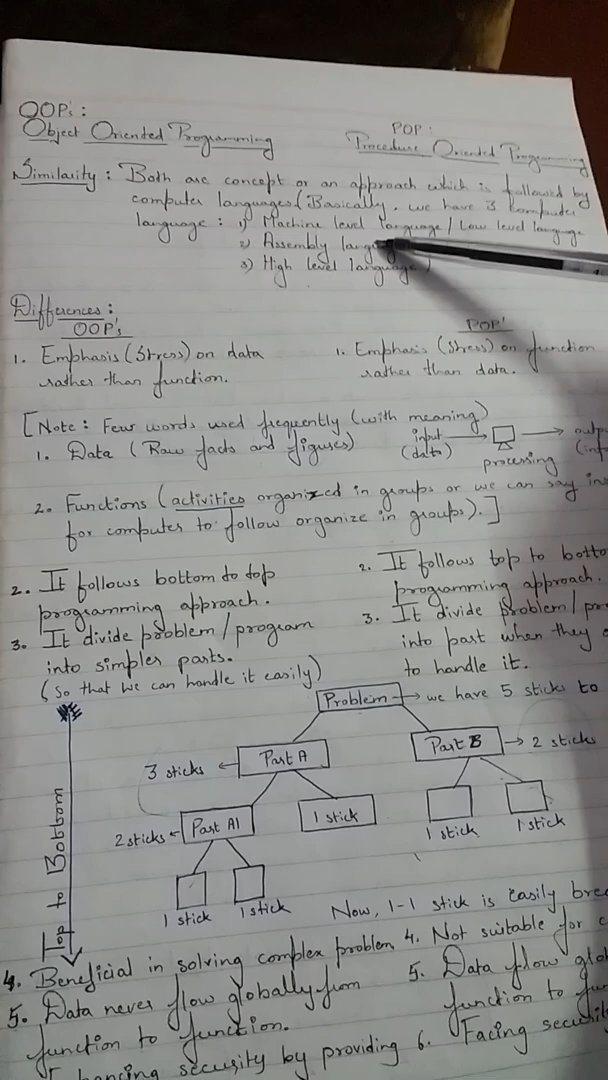 OOP's :
Object Oriented Programming
POP :
Procedure Oriented Programming
Similarity : Both are concept or an approach which is followed by
computer languages (Basically, we have 3 computer
language : 1) Machine level language / Low level language
2) Assembly
3) High level language)
Differences :
OOP's
POP'
1. Emphasis (Stress) on data
rather than function.
1. Emphasis (Stress) on function
rather than data.
[Note : Few words used frequently (with meaning)
1. Data (Raw facts and figures)
input
(data)
processing
2. Functions (activities organized in groups or we can say
for computer to follow organize in groups).]
2. It follows bottom to top
programming approach.
2. It follows top to
programming approach.
3. It divide problem / program
into simpler parts.
(So that we can handle it easily)
3. It divide problem /
into part when they
to handle it.
Problem → we have 5 sticks to
3 sticks ← Part A
Part B → 2 sticks
2 sticks ← Part A1
1 stick
1 stick
1 stick
1 stick
1 stick
Top to Bottom
Now, 1-1 stick is easily
4. Beneficial in solving complex problem
4. Not suitable for
5. Data never flow globally from
function to function.
5. Data flow
function to
security by providing
6. Facing